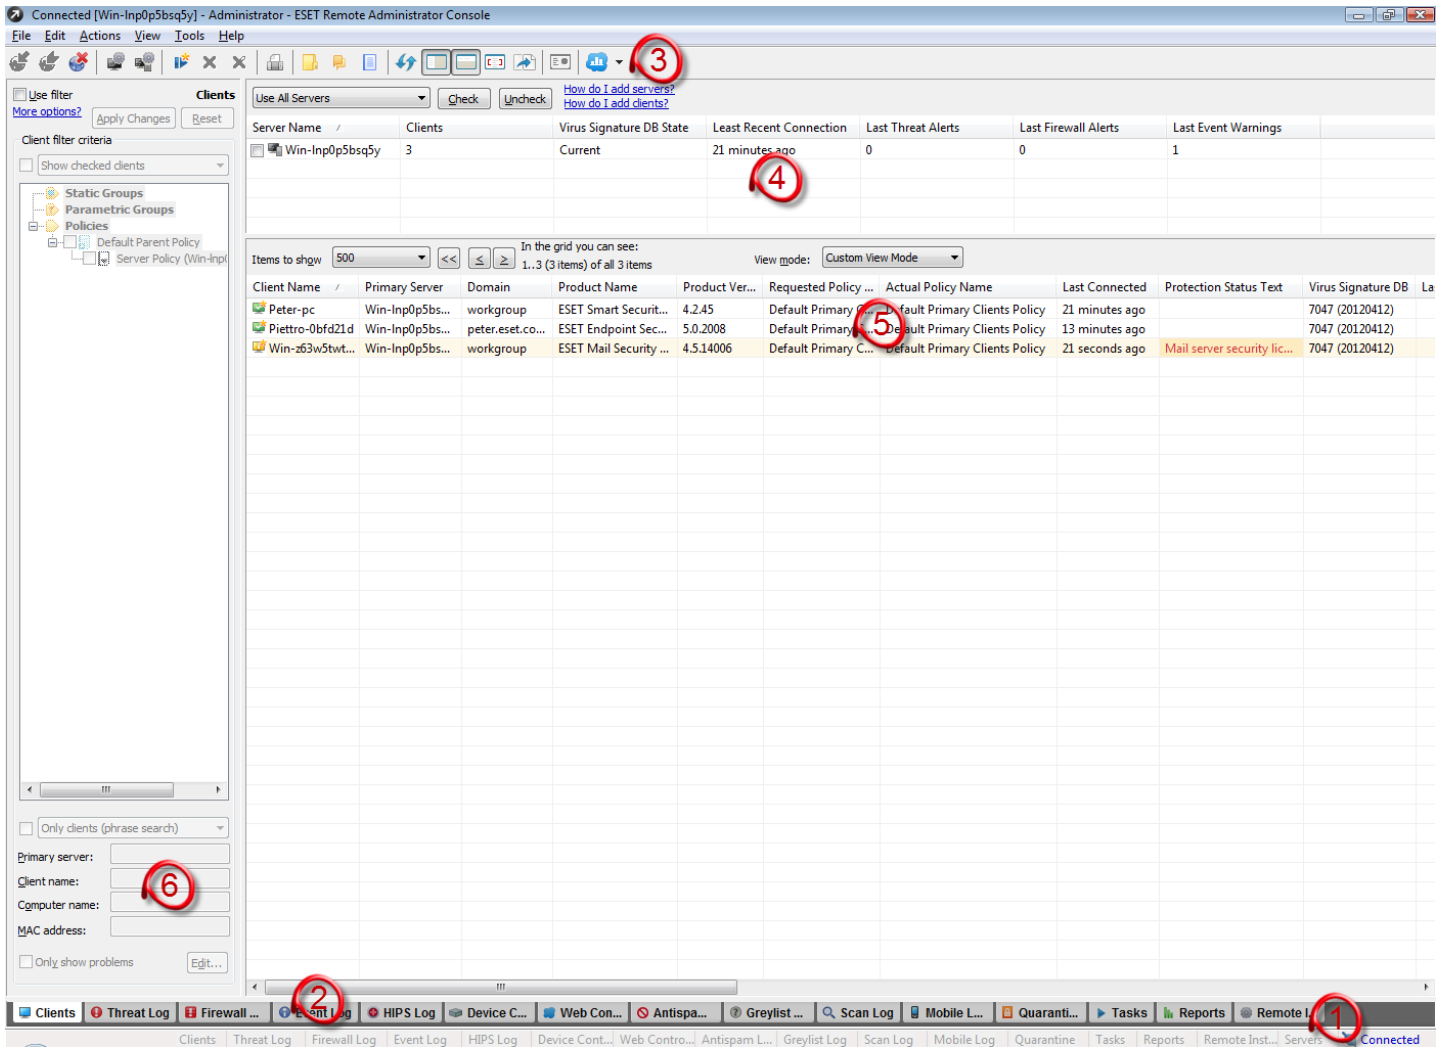 Connected [Win-lnp0p5bsq5y] - Administrator - ESET Remote Administrator Console
File Edit Actions View Tools Help
3
Use filter Clients
More options? Apply Changes Reset
Client filter criteria
Show checked clients
Static Groups
Parametric Groups
Policies
Default Parent Policy
Server Policy (Win-lnp
Only clients (phrase search)
Primary server:
Client name:
6
Computer name:
MAC address:
Only show problems Edit...
Use All Servers Check Uncheck How do I add servers?
How do I add clients?
Server Name Clients Virtus Signature DB State Least Recent Connection Last Threat Alerts Last Firewall Alerts Last Event Warnings
Win-lnp0p5bsq5y 3 Current 21 minutes ago 0 0 1
4
Items to show 500 << ≤ ≥ In the grid you can see:
1..3 (3 items) of all 3 items View mode: Custom View Mode
Client Name Primary Server Domain Product Name Product Ver... Requested Policy ... Actual Policy Name Last Connected Protection Status Text Virus Signature DB La
Peter-pc Win-lnp0p5bs... workgroup ESET Smart Securit... 4.2.45 Default Primary C... Default Primary Clients Policy 21 minutes ago 7047 (20120412)
5
Piettro-0bfd21d Win-lnp0p5bs... peter.eset.co... ESET Endpoint Sec... 5.0.2008 Default Primary Default Primary Clients Policy 13 minutes ago 7047 (20120412)
Win-z63w5twt... Win-lnp0p5bs... workgroup ESET Mail Security ... 4.5.14006 Default Primary C... Default Primary Clients Policy 21 seconds ago Mail server security lic... 7047 (20120412)
2
1
Clients Threat Log Firewall ... Event Log HIPS Log Device C... Web Con... Antispa... Greylist ... Scan Log Mobile L... Quaranti... Tasks Reports Remote I...
Clients Threat Log Firewall Log Event Log HIPS Log Device Cont... Web Contro... Antispam L... Greylist Log Scan Log Mobile Log Quarantine Tasks Reports Remote Inst... Servers Connected